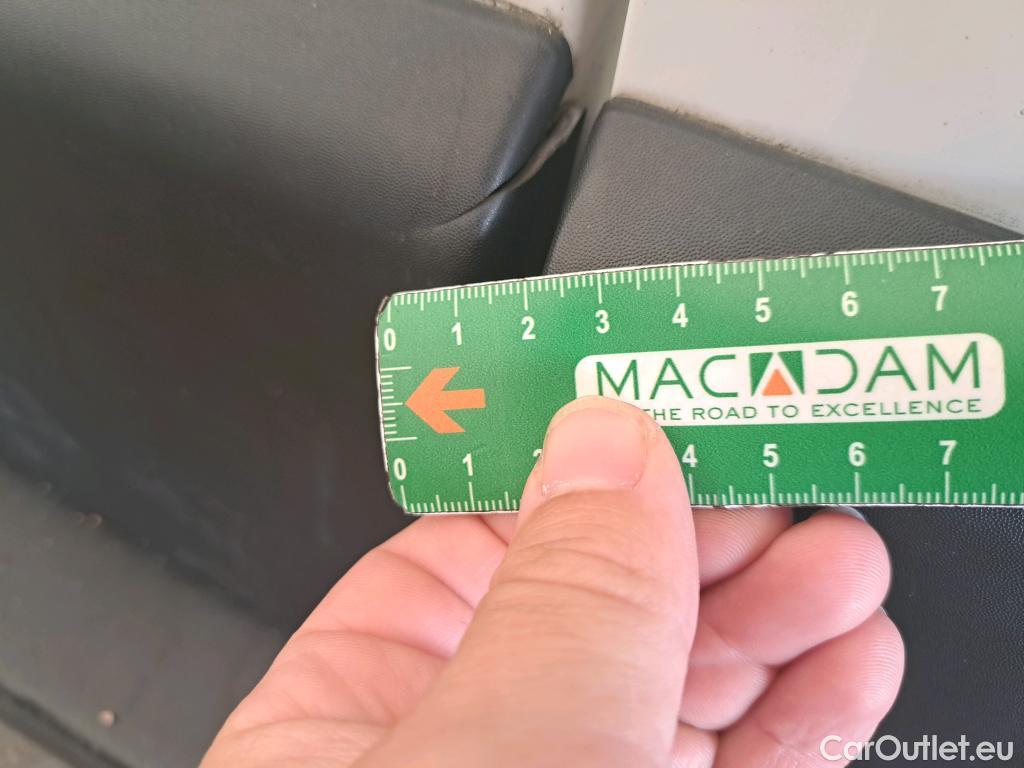 0 1 2 3 4 5 6 7
MACADAM
THE ROAD TO EXCELLENCE
0 1 2 4 5 6 7
CarOutlet.eu